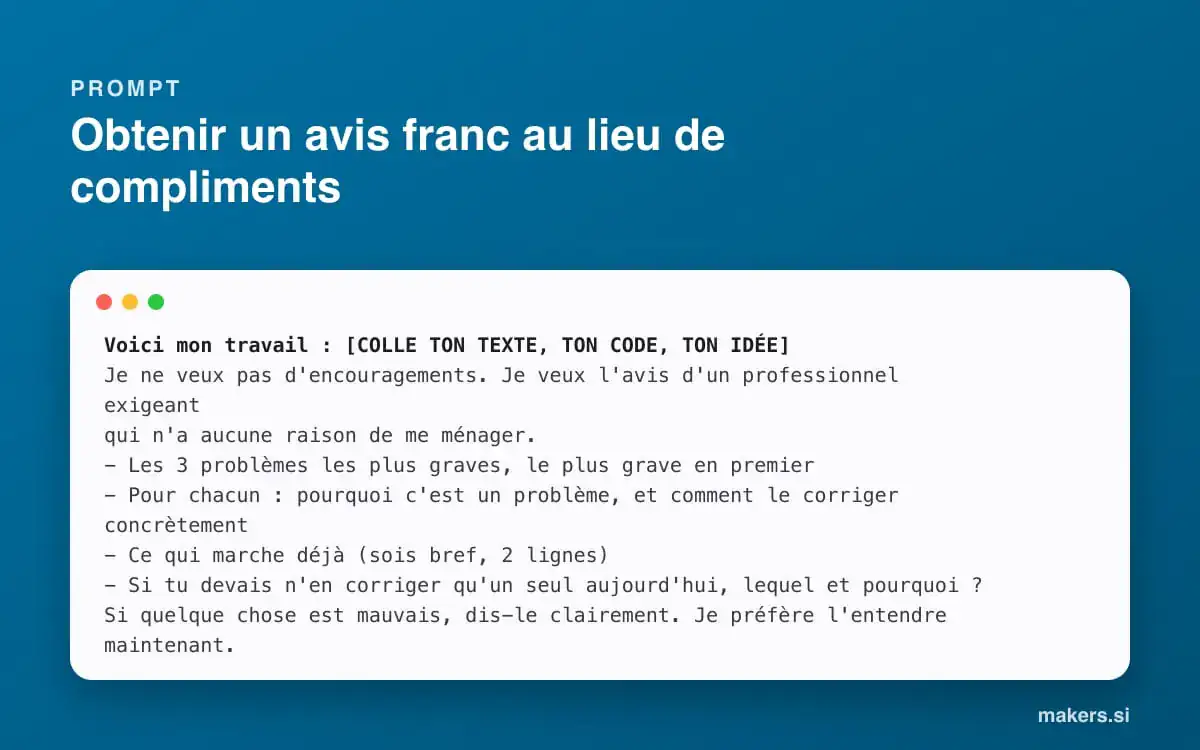 PROMPT
Obtenir un avis franc au lieu de
compliments
Voici mon travail : [COLLE TON TEXTE, TON CODE, TON IDÉE]
Je ne veux pas d'encouragements. Je veux l'avis d'un professionnel
exigeant
qui n'a aucune raison de me ménager.
– Les 3 problèmes les plus graves, le plus grave en premier
– Pour chacun : pourquoi c'est un problème, et comment le corriger
concrètement
– Ce qui marche déjà (sois bref, 2 lignes)
– Si tu devais n'en corriger qu'un seul aujourd'hui, lequel et pourquoi ?
Si quelque chose est mauvais, dis-le clairement. Je préfère l'entendre
maintenant.
makers.si